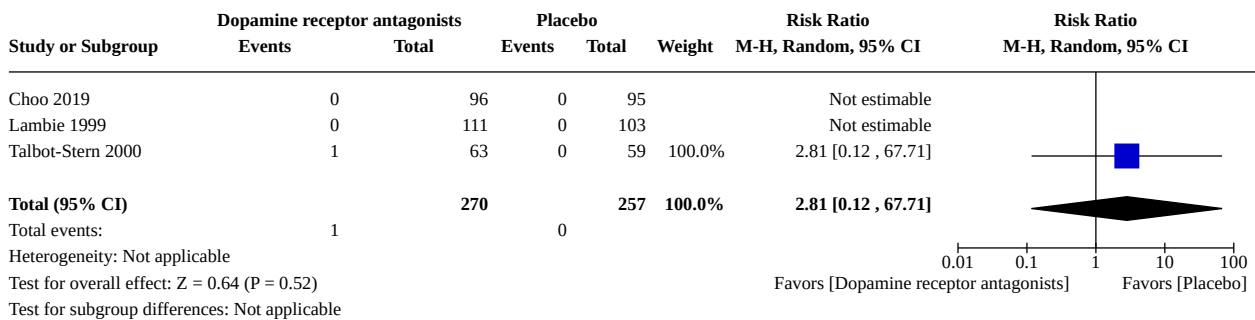 Dopamine receptor antagonists Placebo Risk Ratio Risk Ratio
Study or Subgroup Events Total Events Total Weight M-H, Random, 95% CI M-H, Random, 95% CI
Choo 2019 0 96 0 95 Not estimable
Lambie 1999 0 111 0 103 Not estimable
Talbot-Stern 2000 1 63 0 59 100.0% 2.81 [0.12 , 67.71]
Total (95% CI) 270 257 100.0% 2.81 [0.12 , 67.71]
Total events: 1 0
Heterogeneity: Not applicable
0.01 0.1 1 10 100
Test for overall effect: Z = 0.64 (P = 0.52) Favors [Dopamine receptor antagonists] Favors [Placebo]
Test for subgroup differences: Not applicable